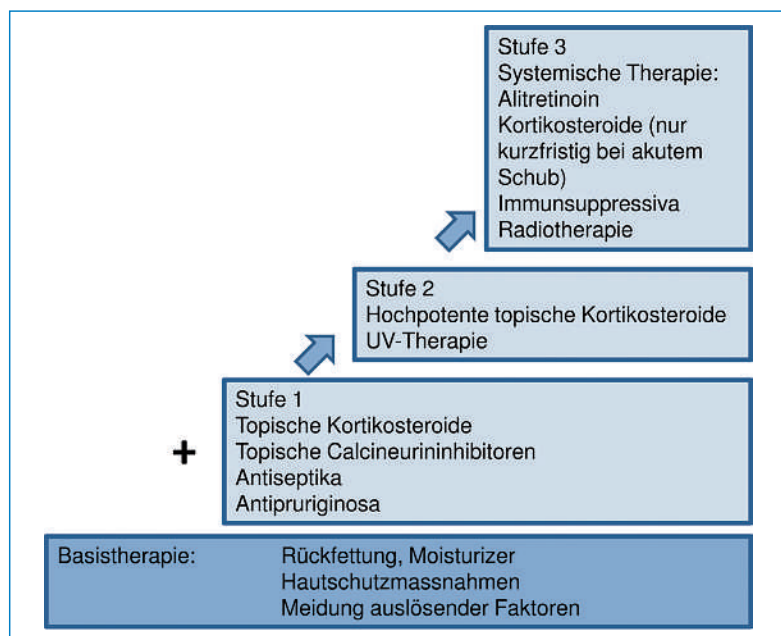 Stufe 3
Systemische Therapie:
Alitretinoin
Kortikosteroide (nur
kurzfristig bei akutem
Schub)
Immunsuppressiva
Radiotherapie
Stufe 2
Hochpotente topische Kortikosteroide
UV-Therapie
Stufe 1
Topische Kortikosteroide
Topische Calcineurininhibitoren
Antiseptika
Antipruriginosa
+
Basistherapie: Rückfettung, Moisturizer
Hautschutzmassnahmen
Meidung auslösender Faktoren